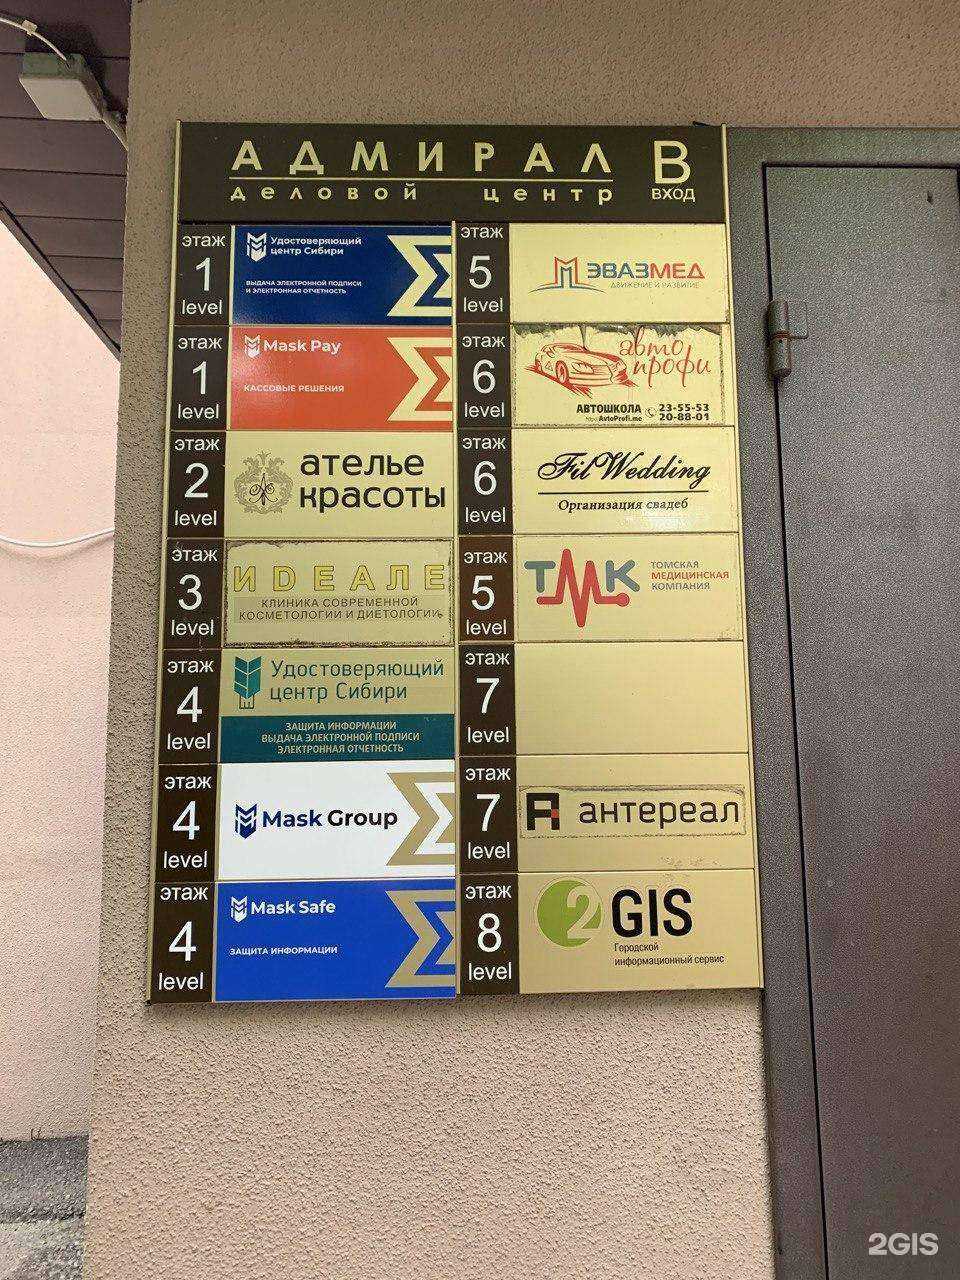 АДМИРАЛ
деловой центр
B
вход
этаж
1
level
Удостоверяющий
центр Сибири
ВЫДАЧА ЭЛЕКТРОННОЙ ПОДПИСИ
И ЭЛЕКТРОННАЯ ОТЧЕТНОСТЬ
этаж
1
level
Mask Pay
КАССОВЫЕ РЕШЕНИЯ
этаж
2
level
ателье
красоты
этаж
3
level
ИDЕАЛЕ
КЛИНИКА СОВРЕМЕННОЙ
КОСМЕТОЛОГИИ И ДИЕТОЛОГИИ
этаж
4
level
Удостоверяющий
центр Сибири
ЗАЩИТА ИНФОРМАЦИИ
ВЫДАЧА ЭЛЕКТРОННОЙ ПОДПИСИ
ЭЛЕКТРОННАЯ ОТЧЕТНОСТЬ
этаж
4
level
Mask Group
этаж
4
level
Mask Safe
ЗАЩИТА ИНФОРМАЦИИ
этаж
5
level
ЭВАЗМЕД
ДВИЖЕНИЕ И РАЗВИТИЕ
этаж
6
level
авто
профи
АВТОШКОЛА 23-55-53
AvtoProfi.me 20-88-01
этаж
6
level
Fil Wedding
Организация свадеб
этаж
5
level
ТМК
ТОМСКАЯ
МЕДИЦИНСКАЯ
КОМПАНИЯ
этаж
7
level
этаж
7
level
антереал
этаж
8
level
2GIS
Городской
информационный сервис
2GIS